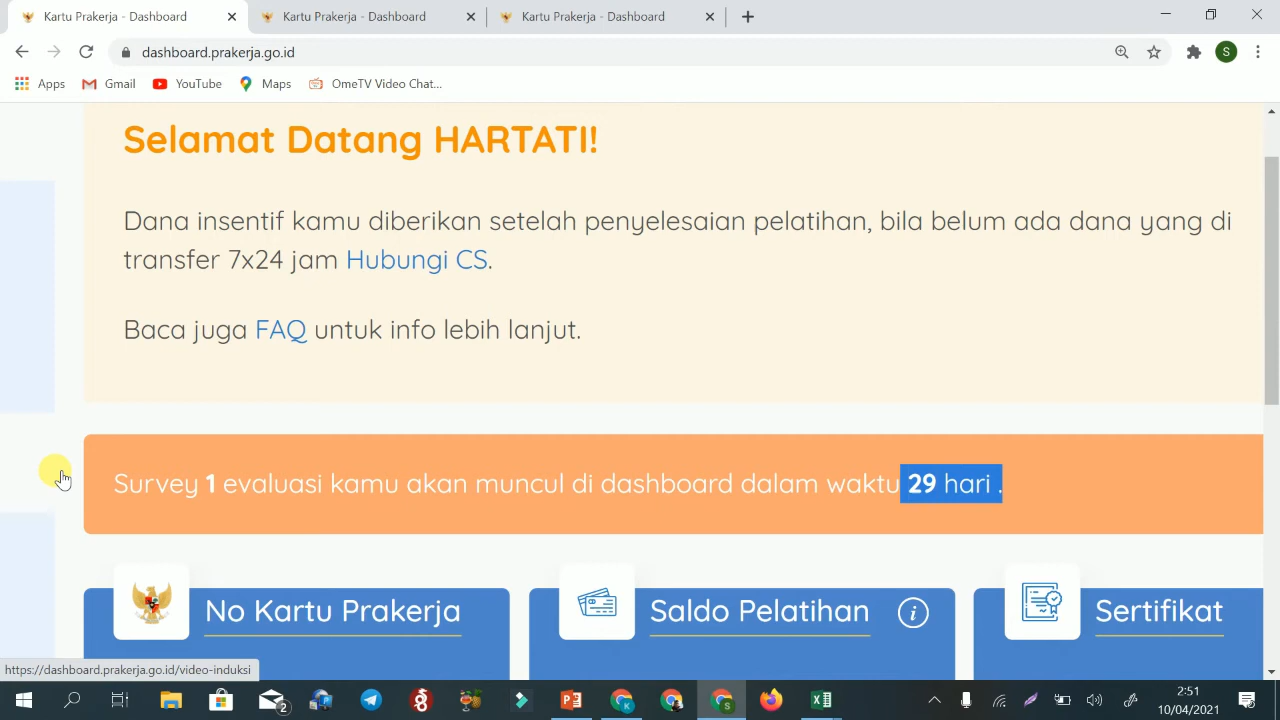 Kartu Prakerja - Dashboard
Kartu Prakerja - Dashboard
Kartu Prakerja - Dashboard
dashboard.prakerja.go.id
S
Apps
Gmail
YouTube
Maps
OmeTV Video Chat...
Selamat Datang HARTATI!
Dana insentif kamu diberikan setelah penyelesaian pelatihan, bila belum ada dana yang di
transfer 7x24 jam Hubungi CS.
Baca juga FAQ untuk info lebih lanjut.
Survey 1 evaluasi kamu akan muncul di dashboard dalam waktu 29 hari .
No Kartu Prakerja
Saldo Pelatihan
i
Sertifikat
https://dashboard.prakerja.go.id/video-induksi
2
K
S
2:51
10/04/2021